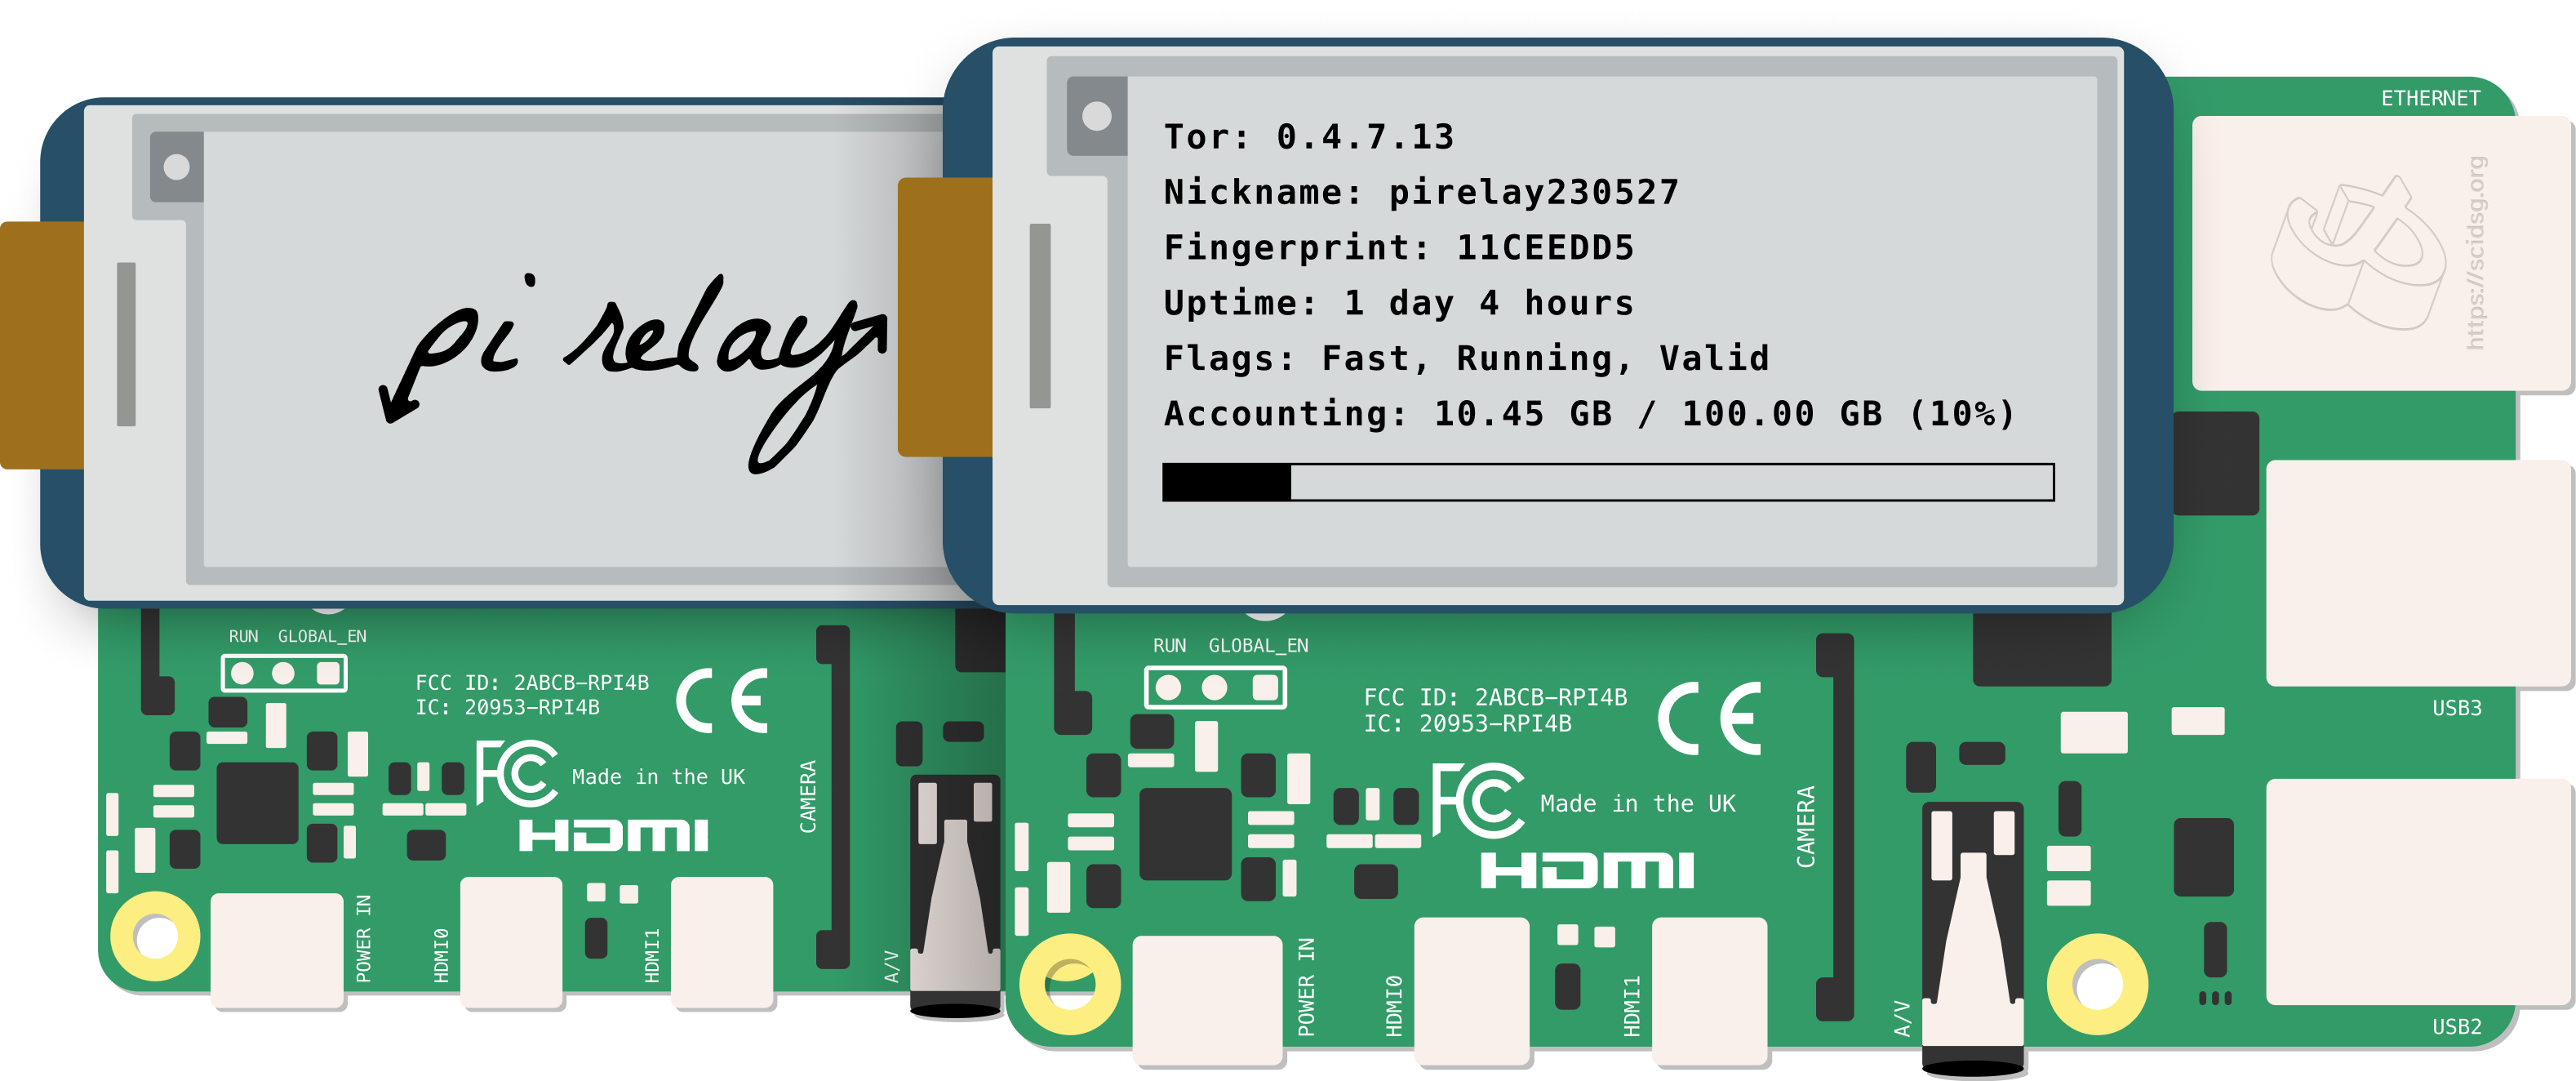 pi relay
Tor: 0.4.7.13
Nickname: pirelay230527
Fingerprint: 11CEEDD5
Uptime: 1 day 4 hours
Flags: Fast, Running, Valid
Accounting: 10.45 GB / 100.00 GB (10%)
ETHERNET
https://scidsg.org
RUN GLOBAL_EN
FCC ID: 2ABCB-RPI4B
IC: 20953-RPI4B
CE
FC
Made in the UK
HDMI
CAMERA
POWER IN
HDMI0
HDMI1
A/V
RUN GLOBAL_EN
FCC ID: 2ABCB-RPI4B
IC: 20953-RPI4B
CE
FC
Made in the UK
HDMI
CAMERA
POWER IN
HDMI0
HDMI1
A/V
USB3
USB2